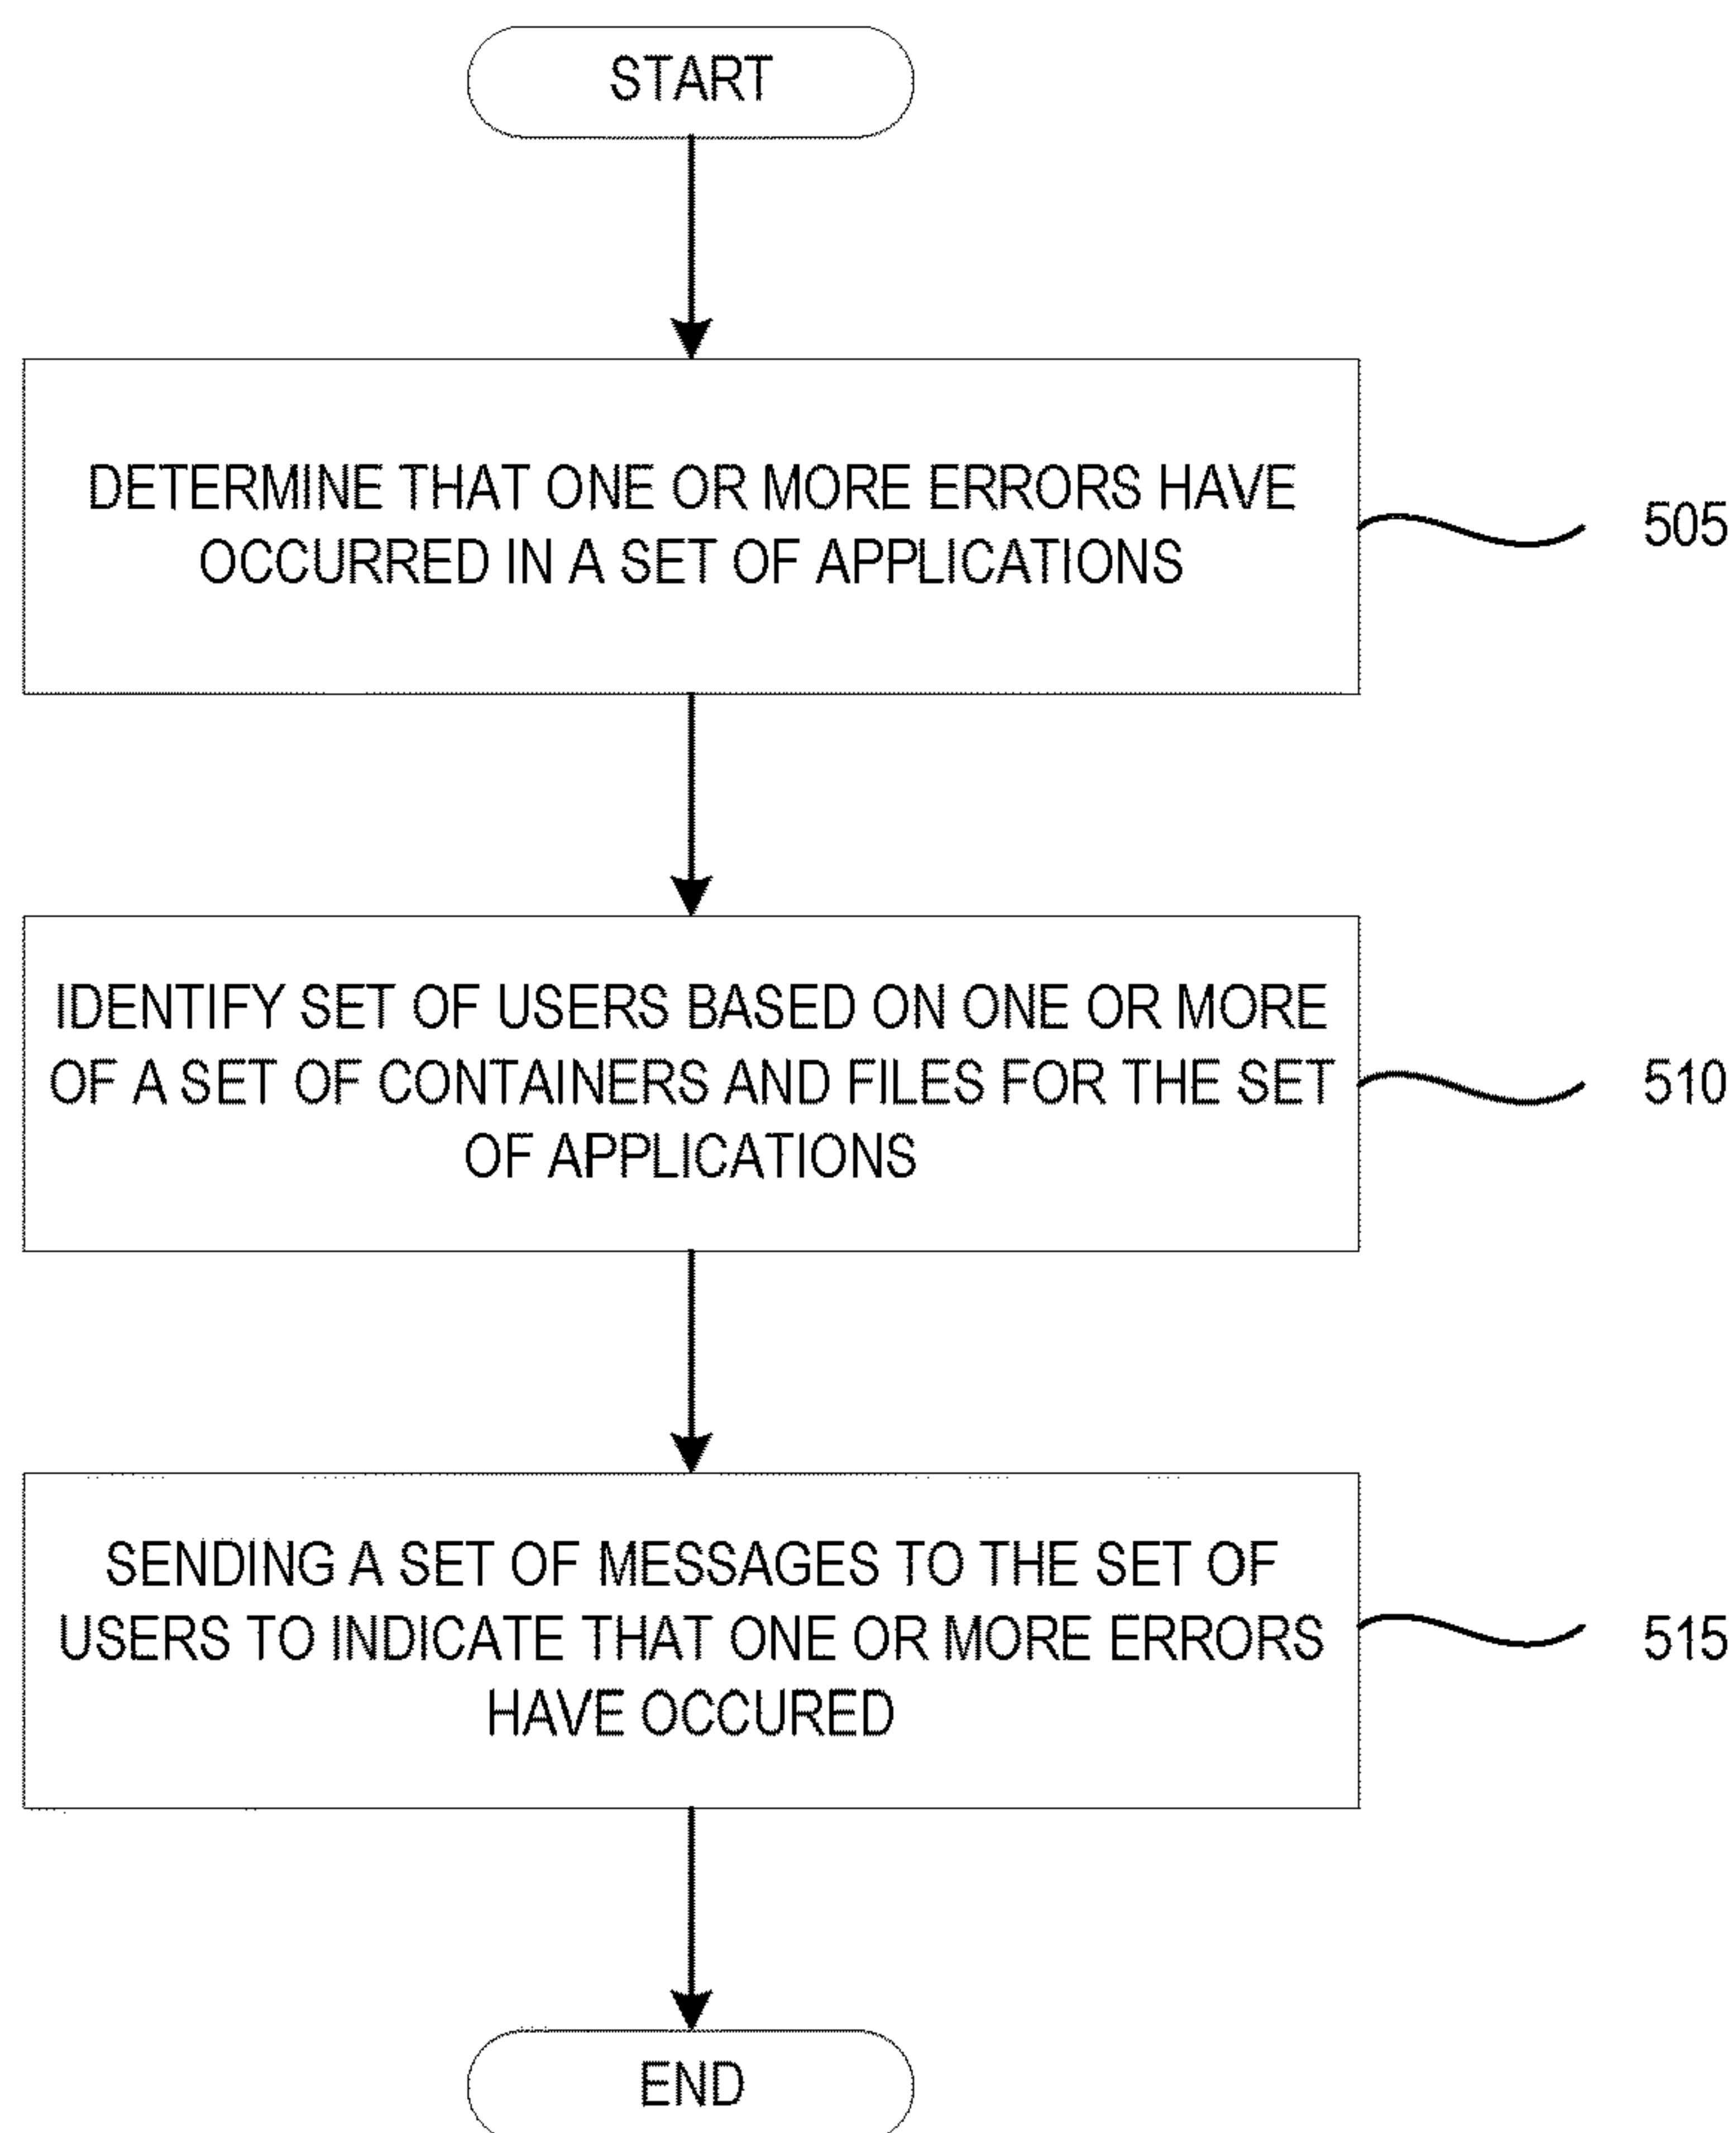 START
DETERMINE THAT ONE OR MORE ERRORS HAVE
OCCURRED IN A SET OF APPLICATIONS
505
IDENTIFY SET OF USERS BASED ON ONE OR MORE
OF A SET OF CONTAINERS AND FILES FOR THE SET
OF APPLICATIONS
510
SENDING A SET OF MESSAGES TO THE SET OF
USERS TO INDICATE THAT ONE OR MORE ERRORS
HAVE OCCURED
515
END